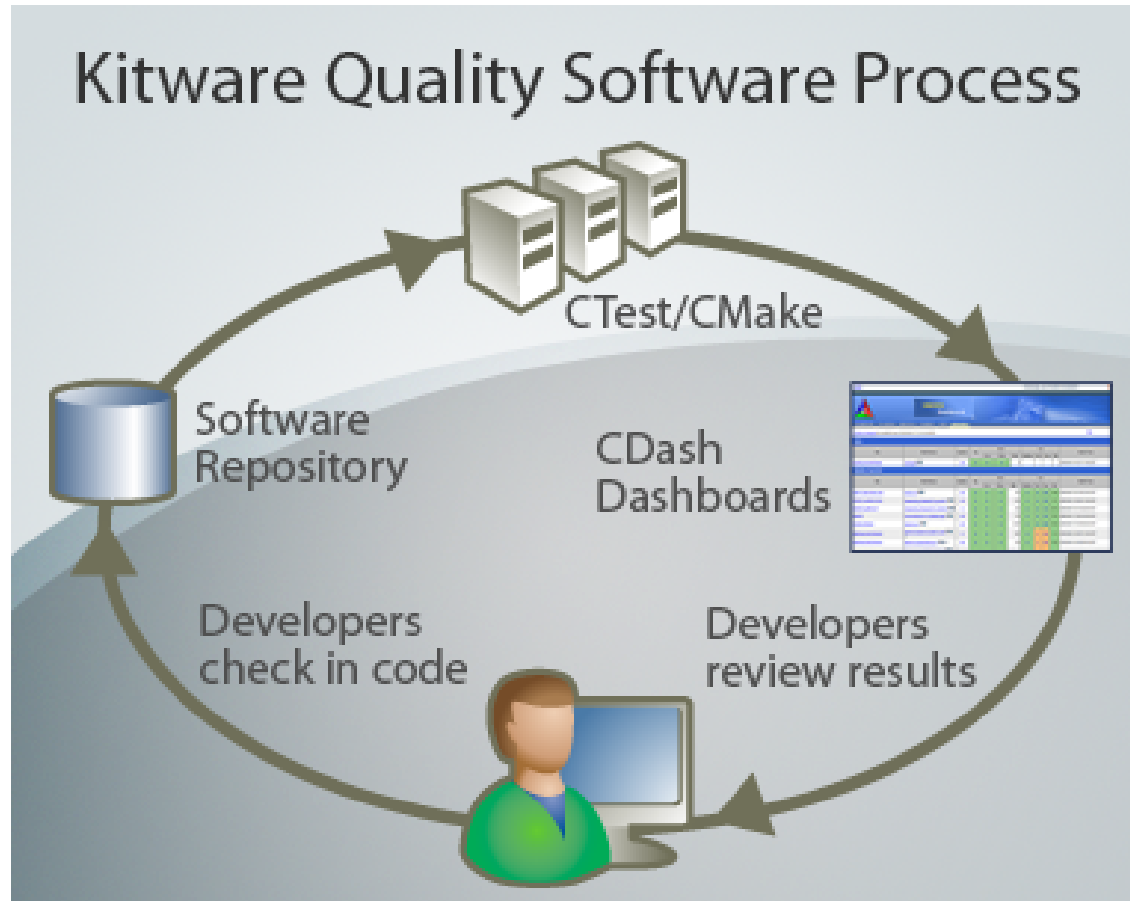 Kitware Quality Software Process
CTest/CMake
Software
Repository
CDash
Dashboards
Developers
check in code
Developers
review results